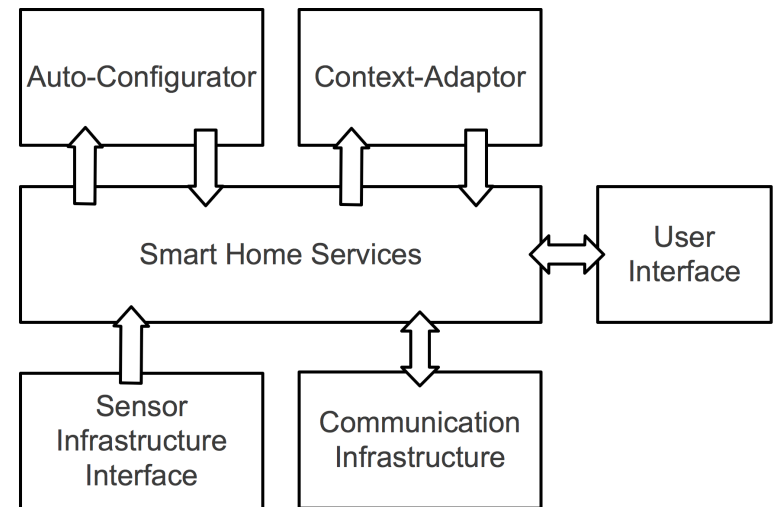 Auto-Configurator
Context-Adaptor
Smart Home Services
User
Interface
Sensor
Infrastructure
Interface
Communication
Infrastructure